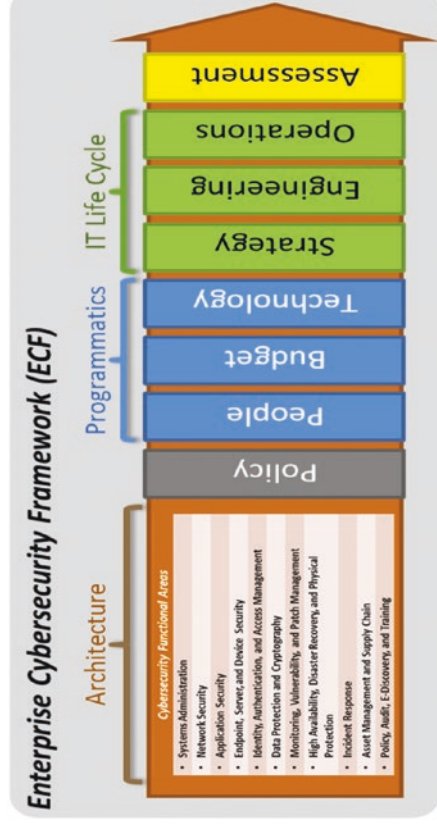 Enterprise Cybersecurity Framework (ECF)
Architecture
Programmatics
IT Life Cycle
Cybersecurity Functional Areas
• Systems Administration
• Network Security
• Application Security
• Endpoint, Server, and Device Security
• Identity, Authentication, and Access Management
• Data Protection and Cryptography
• Monitoring, Vulnerability, and Patch Management
• High Availability, Disaster Recovery, and Physical
Protection
• Incident Response
• Asset Management and Supply Chain
• Policy, Audit, E-Discovery, and Training
Policy
People
Budget
Technology
Strategy
Engineering
Operations
Assessment